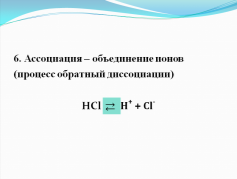 6. Ассоциация – объединение ионов
(процесс обратный диссоциации)
HCl ⇄ H⁺ + Cl⁻